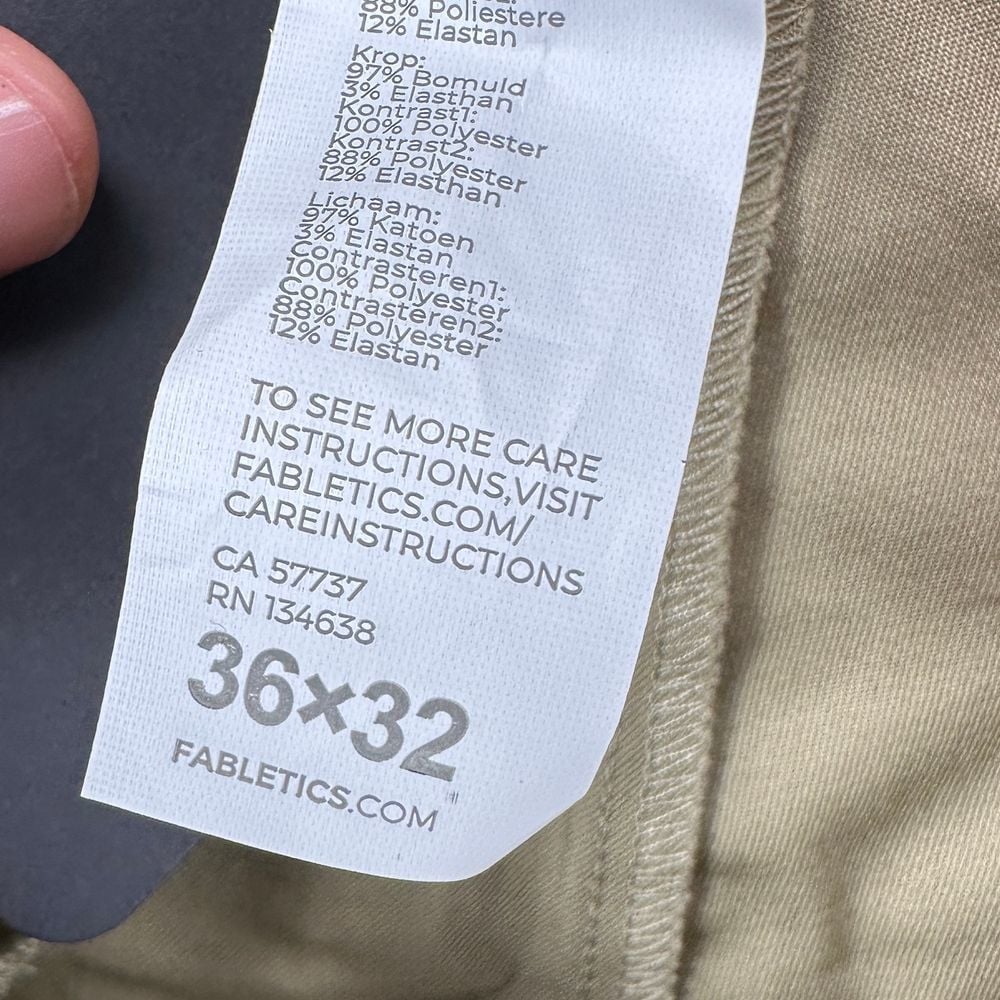 88% Poliestere
12% Elastan
Krop:
97% Bomuld
3% Elasthan
Kontrast1:
100% Polyester
Kontrast2:
88% Polyester
12% Elasthan
Lichaam:
97% Katoen
3% Elastan
Contrasteren1:
100% Polyester
Contrasteren2:
88% Polyester
12% Elastan
TO SEE MORE CARE
INSTRUCTIONS,VISIT
FABLETICS.COM/
CAREINSTRUCTIONS
CA 57737
RN 134638
36×32
FABLETICS.COM